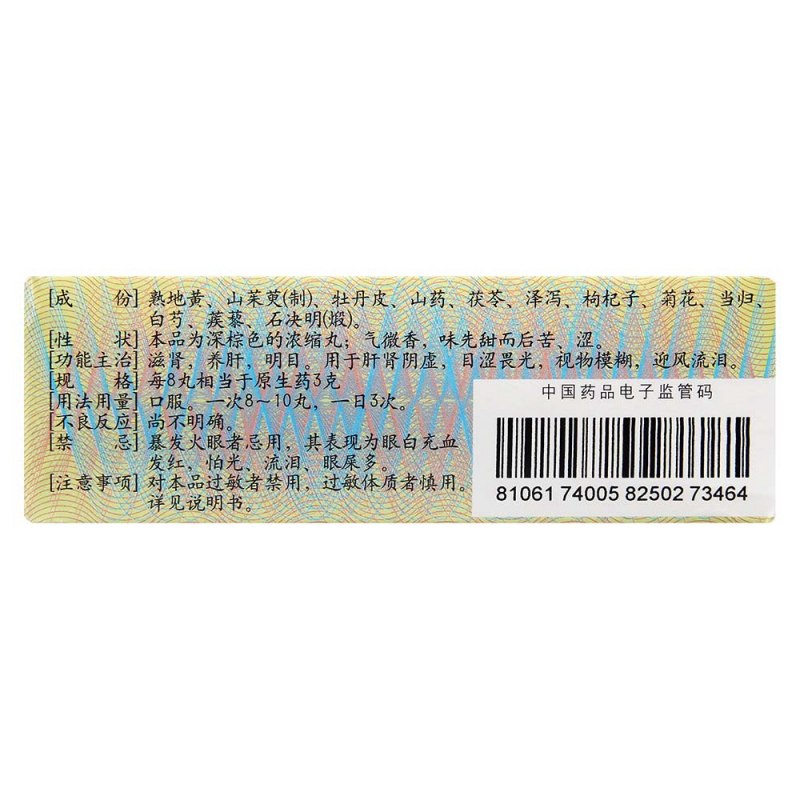 [成份] 熟地黄、山茱萸(制)、牡丹皮、山药、茯苓、泽泻、枸杞子、菊花、当归、
白芍、蒺藜、石决明(煅)。
[性状] 本品为深棕色的浓缩丸；气微香，味先甜而后苦、涩。
[功能主治] 滋肾，养肝，明目。用于肝肾阴虚，目涩畏光，视物模糊，迎风流泪。
[规格] 每8丸相当于原生药3克
[用法用量] 口服。一次8～10丸，一日3次。
[不良反应] 尚不明确。
[禁忌] 暴发火眼者忌用，其表现为眼白充血
发红，怕光、流泪、眼屎多。
[注意事项] 对本品过敏者禁用，过敏体质者慎用。
详见说明书。
中国药品电子监管码
81061 74005 82502 73464